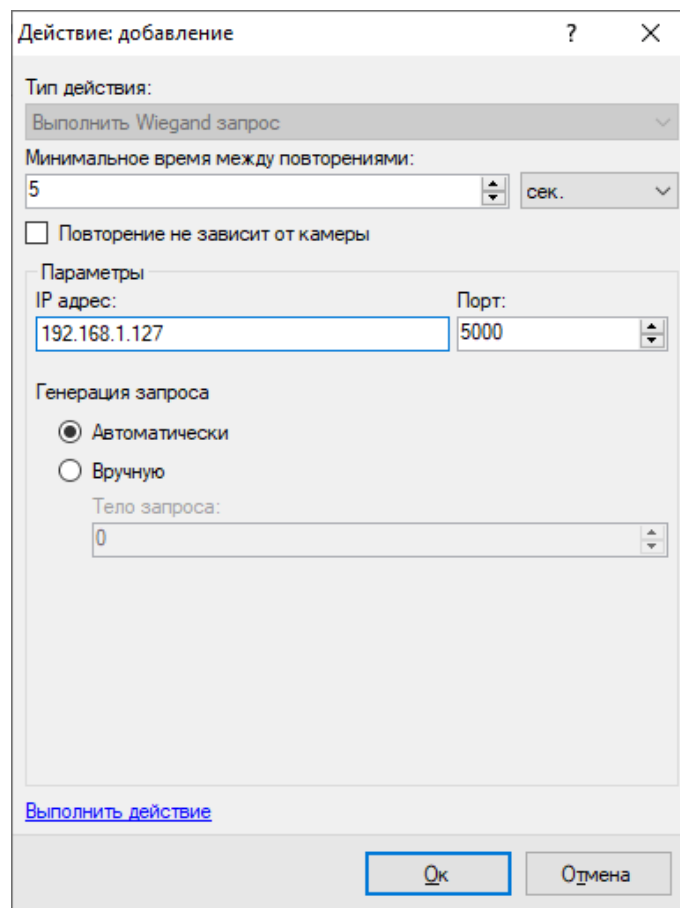 Действие: добавление ?
Тип действия:
Выполнить Wiegand запрос
Минимальное время между повторениями:
5 сек.
Повторение не зависит от камеры
Параметры
IP адрес: Порт:
192.168.1.127 5000
Генерация запроса
Автоматически
Вручную
Тело запроса:
0
Выполнить действие
Ок Отмена